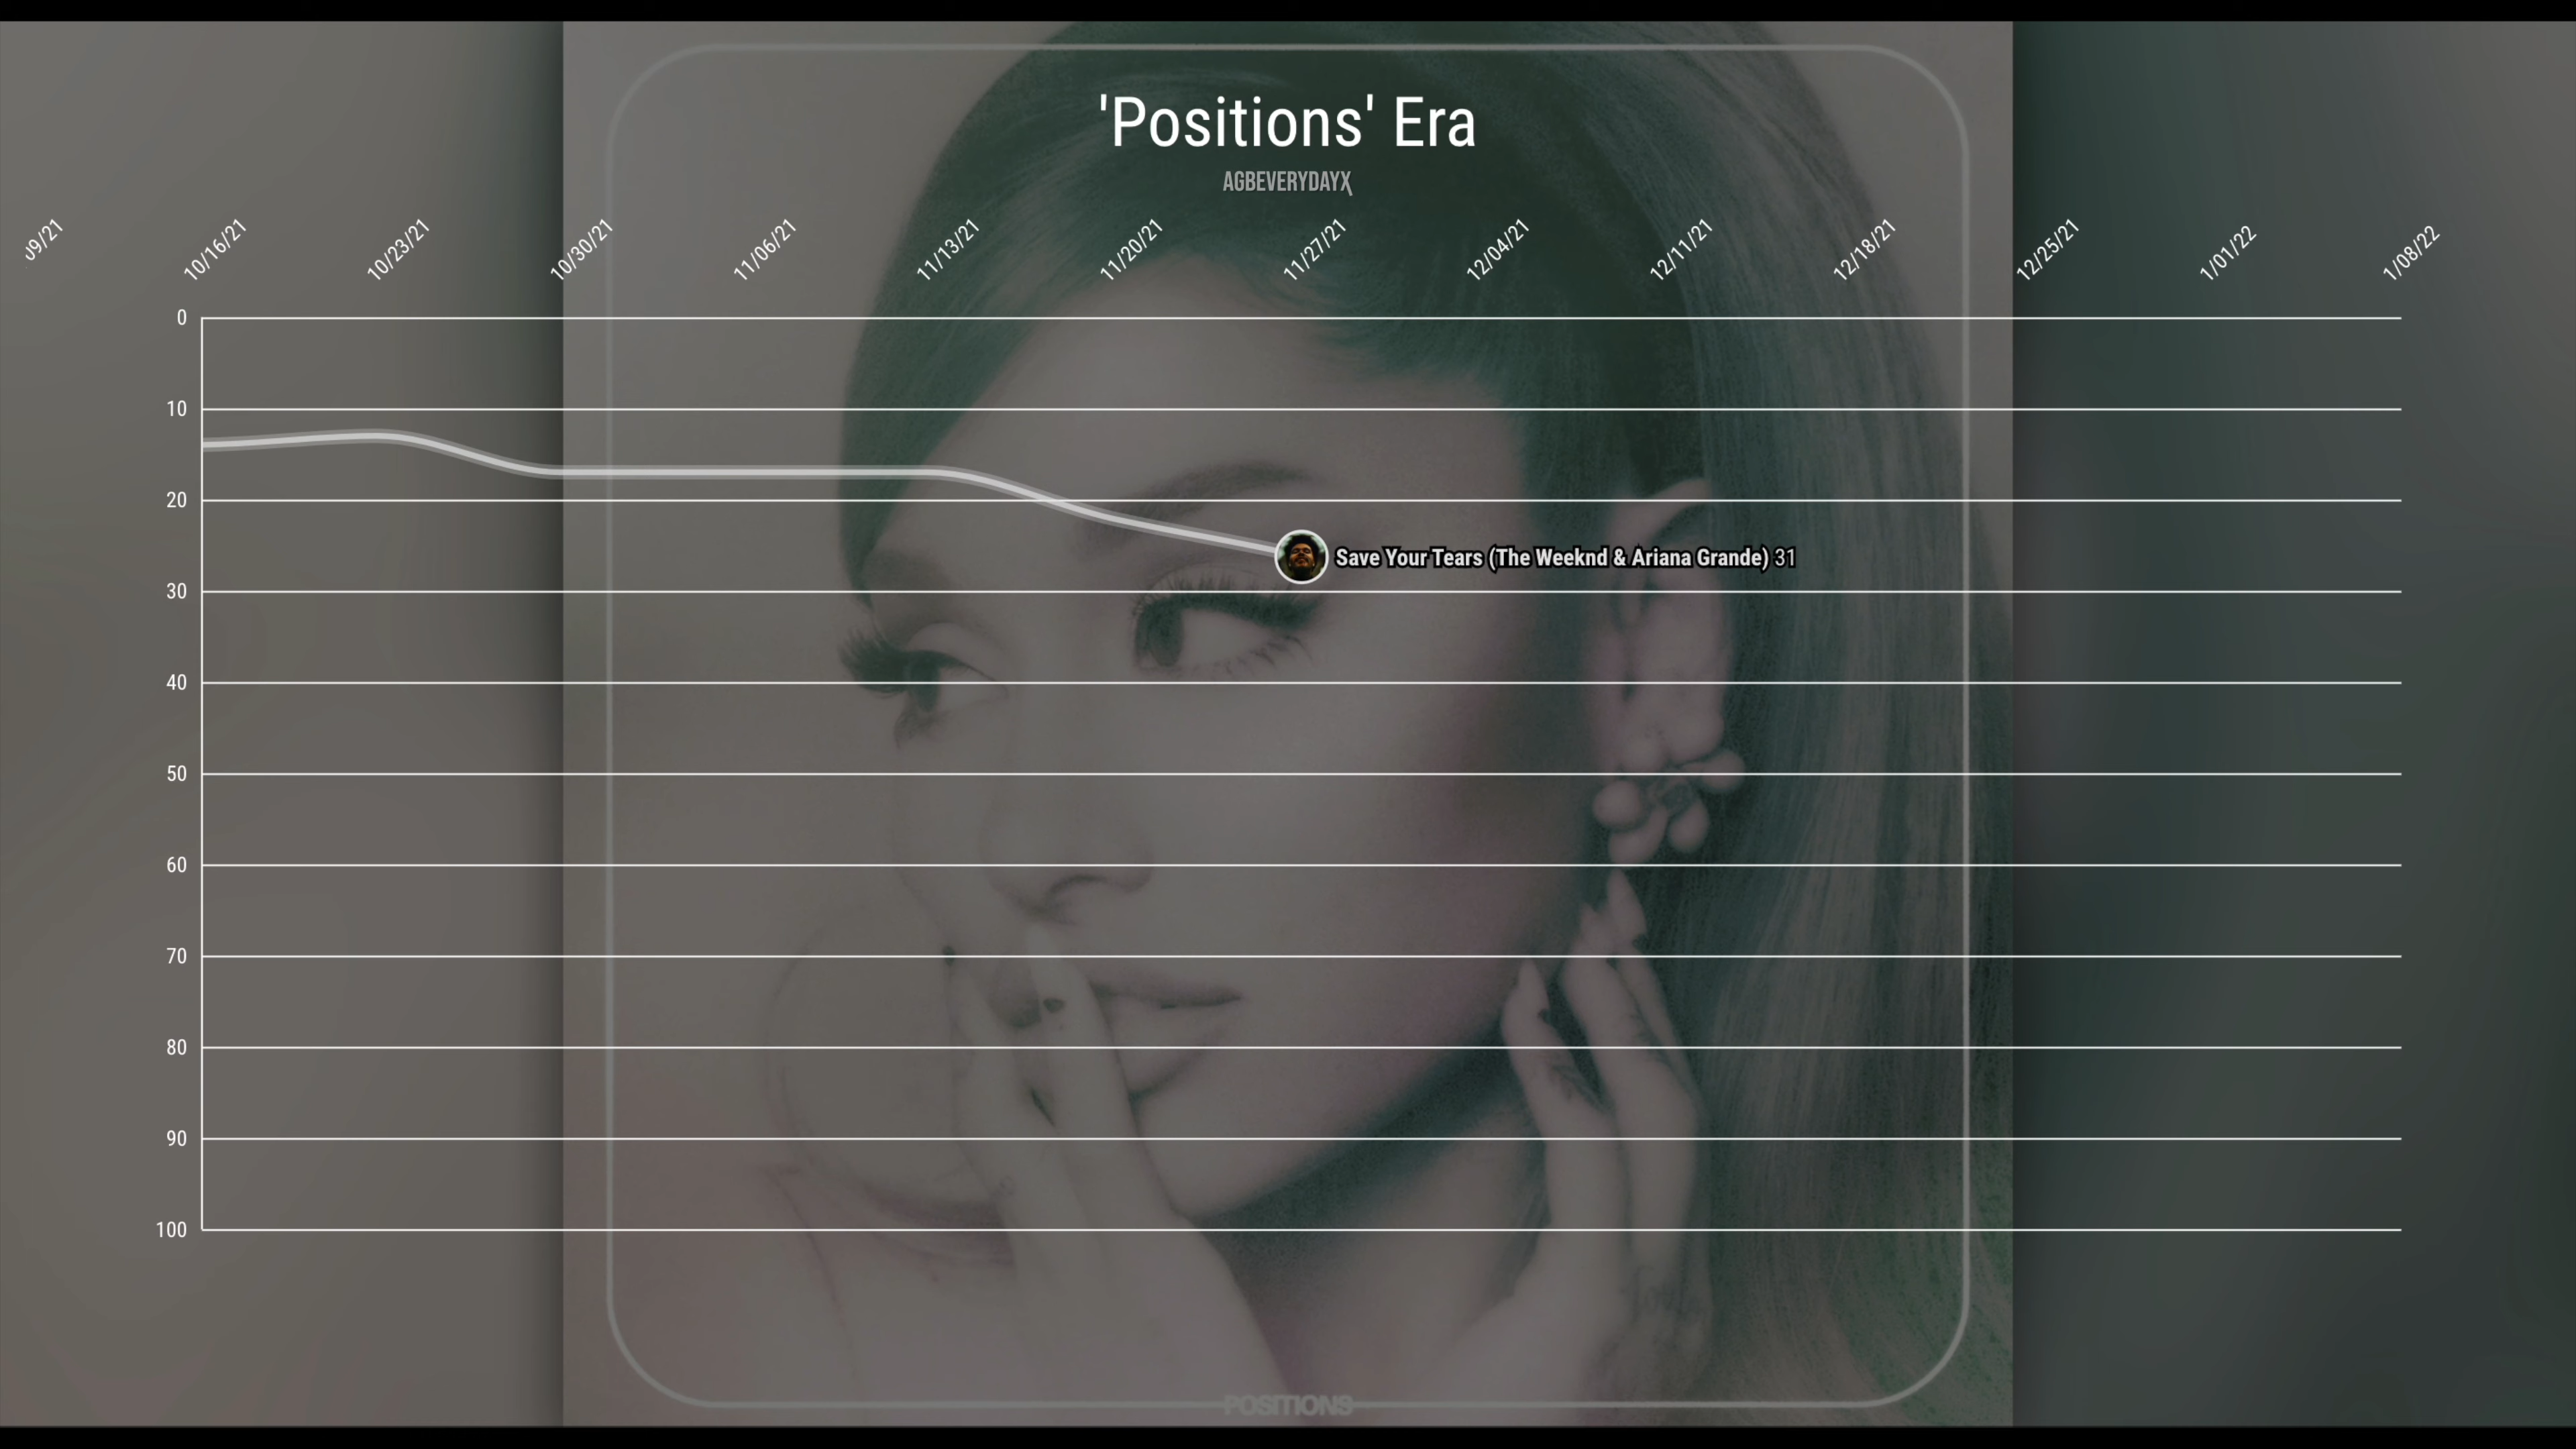 'Positions' Era
AGBEVERYDAYX
09/21 10/16/21 10/23/21 10/30/21 11/06/21 11/13/21 11/20/21 11/27/21 12/04/21 12/11/21 12/18/21 12/25/21 1/01/22 1/08/22
0
10
20
Save Your Tears (The Weeknd & Ariana Grande) 31
30
40
50
60
70
80
90
100
POSITIONS